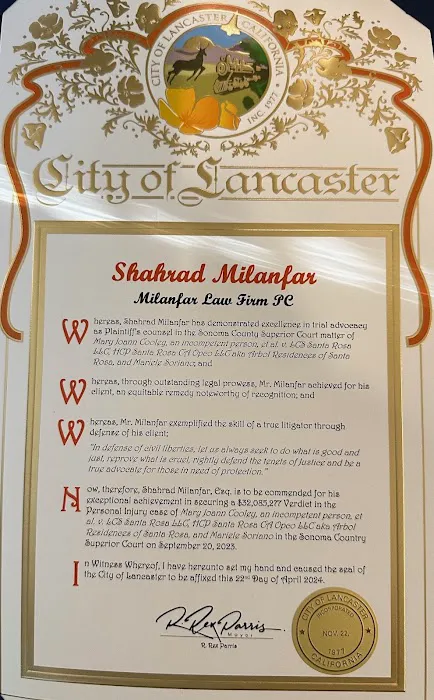 CITY OF LANCASTER, CALIFORNIA
INC. 1977
City of Lancaster
Shahrad Milanfar
Milanfar Law Firm PC
Whereas, Shahrad Milanfar has demonstrated excellence in trial advocacy
as Plaintiff's counsel in the Sonoma County Superior Court matter of
Mary Joann Cooley, an incompetent person, et al. v. LCS Santa Rosa
LLC, HCP Santa Rosa CA Opco LLC aka Arbol Residences of Santa
Rosa, and Mariele Soriano; and
Whereas, through outstanding legal prowess, Mr. Milanfar achieved for his
client, an equitable remedy noteworthy of recognition; and
Whereas, Mr. Milanfar exemplified the skill of a true litigator through
defense of his client;
"In defense of civil liberties, let us always seek to do what is good and
just, reprove what is cruel, rightly defend the tenets of Justice and be a
true advocate for those in need of protection."
Now, therefore, Shahrad Milanfar, Esq. is to be commended for his
exceptional achievement in securing a $32,085,277 Verdict in the
Personal Injury case of Mary Joann Cooley, an incompetent person, et
al. v. LCS Santa Rosa LLC, HCP Santa Rosa CA Opco LLC aka Arbol
Residences of Santa Rosa, and Mariele Soriano in the Sonoma County
Superior Court on September 20, 2023.
In Witness Whereof, I have hereunto set my hand and caused the seal of
the City of Lancaster to be affixed this 22nd Day of April 2024.
R. Rex Parris
Mayor
R. Rex Parris
CITY OF LANCASTER
INCORPORATED
NOV. 22,
1977
CALIFORNIA